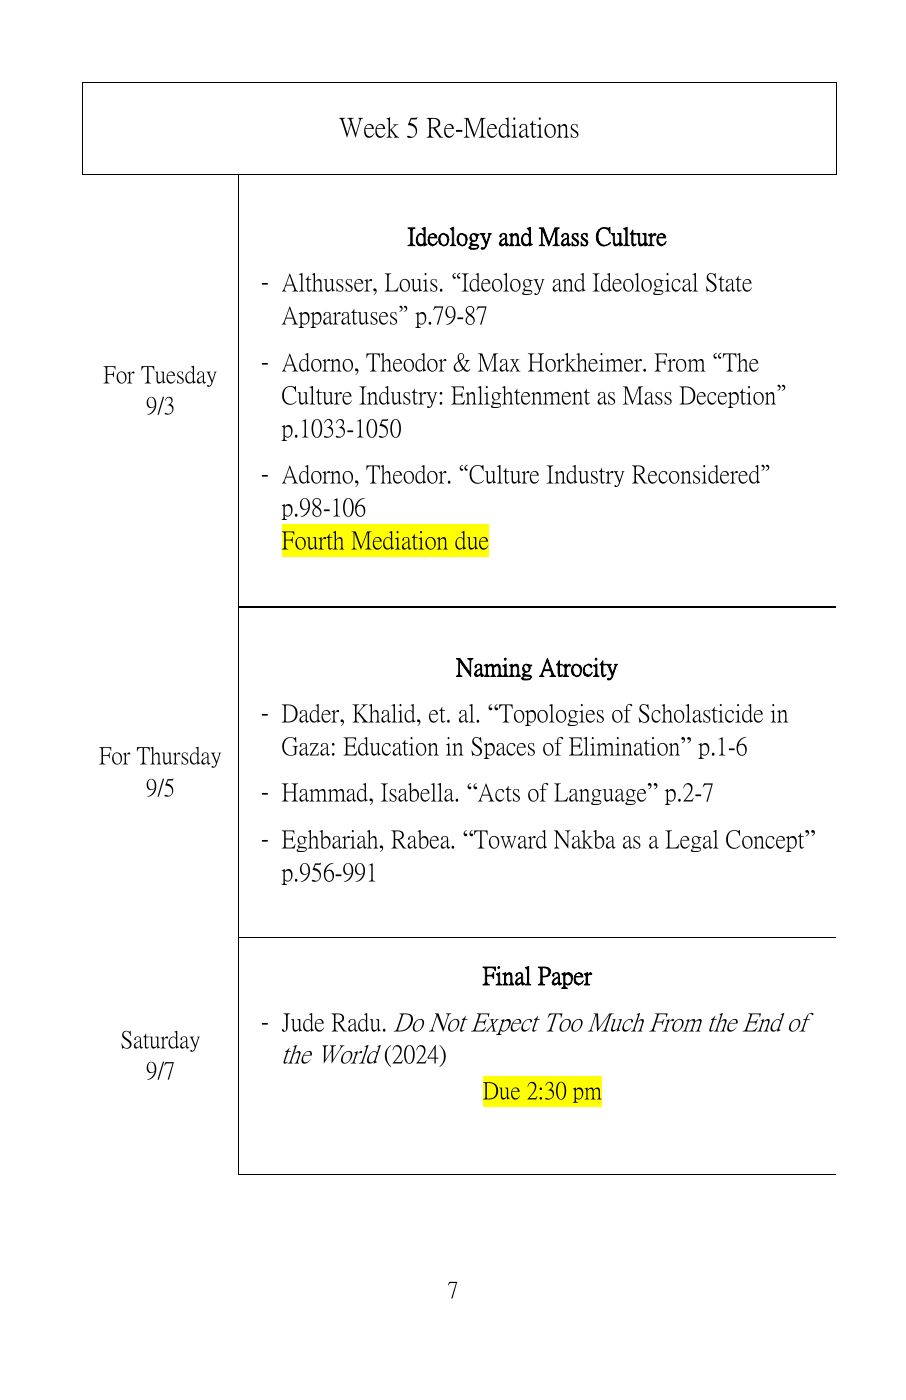 Week 5 Re-Mediations
Ideology and Mass Culture
- Althusser, Louis. “Ideology and Ideological State
Apparatuses” p.79-87
For Tuesday
9/3
- Adorno, Theodor & Max Horkheimer. From “The
Culture Industry: Enlightenment as Mass Deception”
p.1033-1050
- Adorno, Theodor. “Culture Industry Reconsidered”
p.98-106
Fourth Mediation due
Naming Atrocity
- Dader, Khalid, et. al. “Topologies of Scholasticide in
Gaza: Education in Spaces of Elimination” p.1-6
For Thursday
9/5
- Hammad, Isabella. “Acts of Language” p.2-7
- Eghbariah, Rabea. “Toward Nakba as a Legal Concept”
p.956-991
Final Paper
Saturday
9/7
- Jude Radu. Do Not Expect Too Much From the End of
the World (2024)
Due 2:30 pm
7